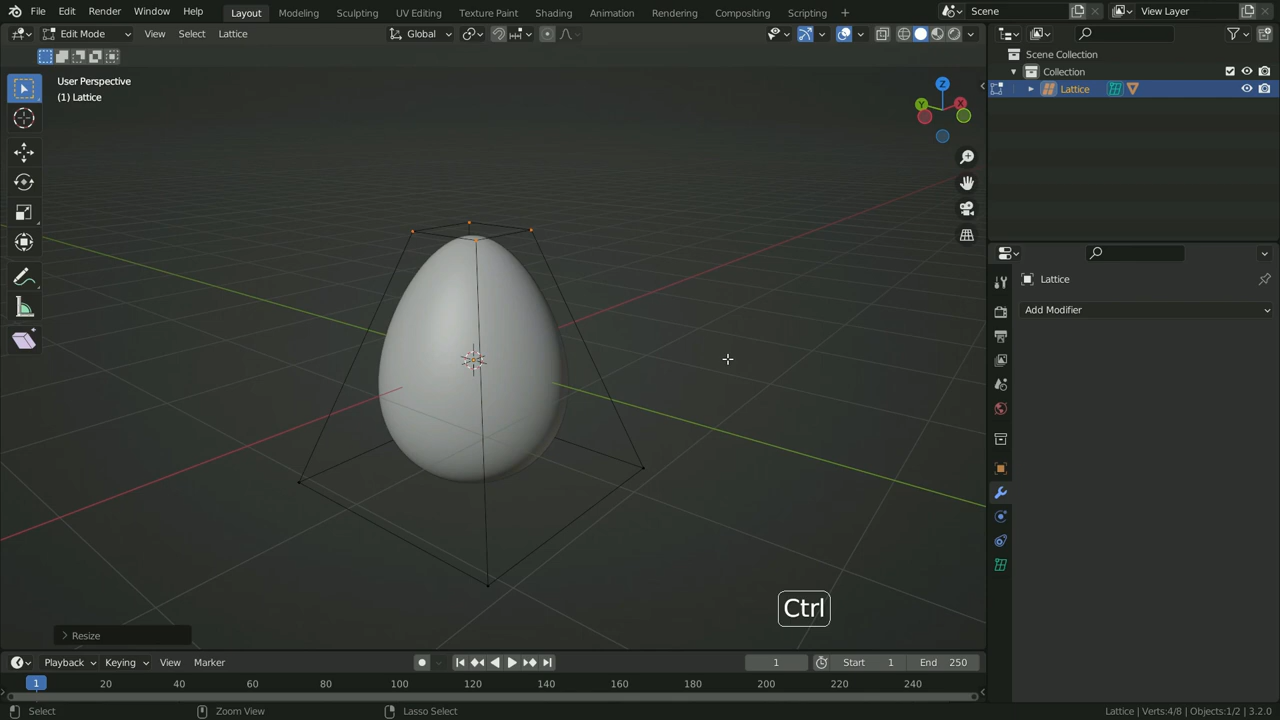 File Edit Render Window Help Layout Modeling Sculpting UV Editing Texture Paint Shading Animation Rendering Compositing Scripting + Scene View Layer
Edit Mode View Select Lattice Global
User Perspective
(1) Lattice
Z
Y
X
Scene Collection
Collection
Lattice
Lattice
Add Modifier
Ctrl
Resize
Playback Keying View Marker 1 Start 1 End 250
1 20 40 60 80 100 120 140 160 180 200 220 240
Select Zoom View Lasso Select Lattice | Verts:4/8 | Objects:1/2 | 3.2.0